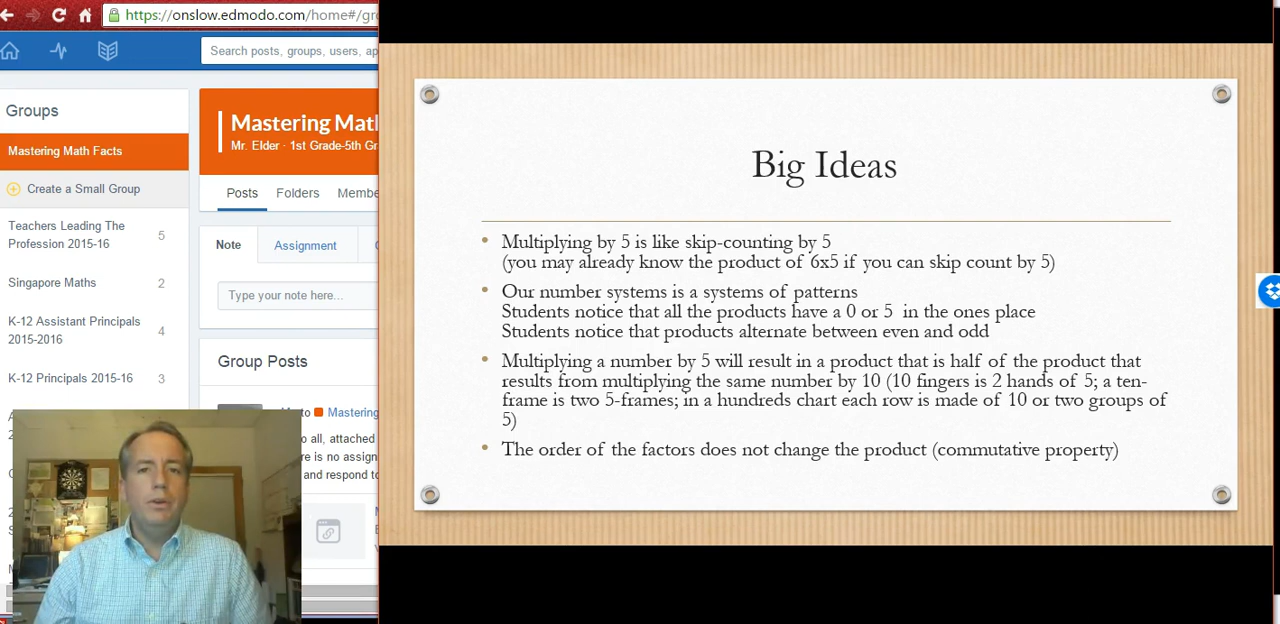 https://onslow.edmodo.com/home#/gr
Search posts, groups, users, ap
Groups
Mastering Math Facts
Create a Small Group
Teachers Leading The
Profession 2015-16
5
Singapore Maths
2
K-12 Assistant Principals
2015-2016
4
K-12 Principals 2015-16
3
Mastering Mat
Mr. Elder · 1st Grade-5th Gr
Posts
Folders
Membe
Note
Assignment
Type your note here...
Group Posts
to
Mastering
o all, attached
re is no assign
and respond to
Big Ideas
• Multiplying by 5 is like skip-counting by 5
(you may already know the product of 6x5 if you can skip count by 5)
• Our number systems is a systems of patterns
Students notice that all the products have a 0 or 5 in the ones place
Students notice that products alternate between even and odd
• Multiplying a number by 5 will result in a product that is half of the product that
results from multiplying the same number by 10 (10 fingers is 2 hands of 5; a ten-
frame is two 5-frames; in a hundreds chart each row is made of 10 or two groups of
5)
• The order of the factors does not change the product (commutative property)